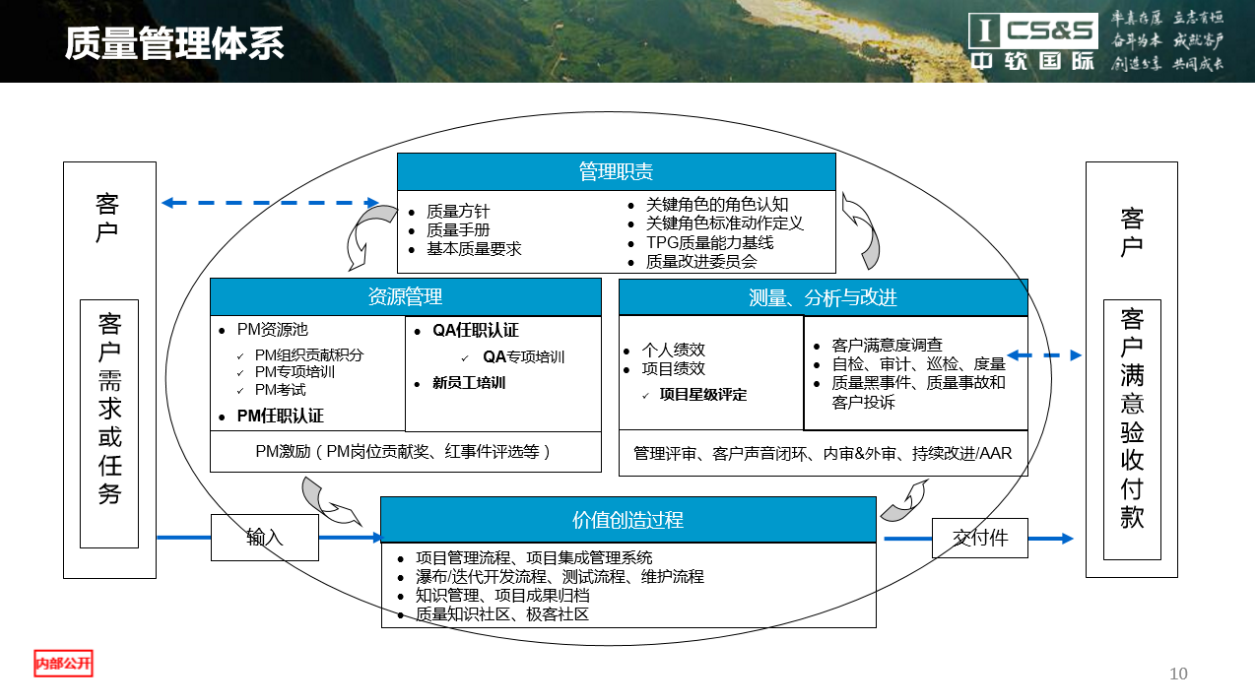 质量管理体系
I CS&S
中软国际
率真在属 立志有恒
奋斗为本 成就客户
创造分享 共同成长
管理职责
质量方针
质量手册
基本质量要求
关键角色的角色认知
关键角色标准动作定义
TPG质量能力基线
质量改进委员会
客户
客户需求或任务
资源管理
PM资源池
PM组织贡献积分
PM专项培训
PM考试
PM任职认证
QA任职认证
QA专项培训
新员工培训
PM激励（PM岗位贡献奖、红事件评选等）
测量、分析与改进
个人绩效
项目绩效
项目星级评定
客户满意度调查
自检、审计、巡检、度量
质量黑事件、质量事故和
客户投诉
管理评审、客户声音闭环、内审&外审、持续改进/AAR
客户
客户满意验收付款
输入
价值创造过程
项目管理流程、项目集成管理系统
瀑布/迭代开发流程、测试流程、维护流程
知识管理、项目成果归档
质量知识社区、极客社区
交付件
内部公开
10